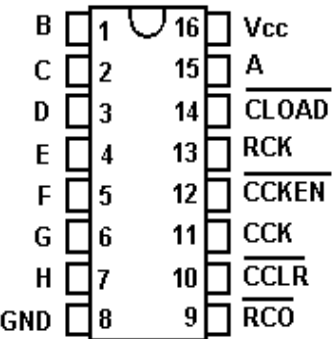 B 1 16 Vcc
C 2 15 A
D 3 14 CLOAD
E 4 13 RCK
F 5 12 CCKEN
G 6 11 CCK
H 7 10 CCLR
GND 8 9 RCO